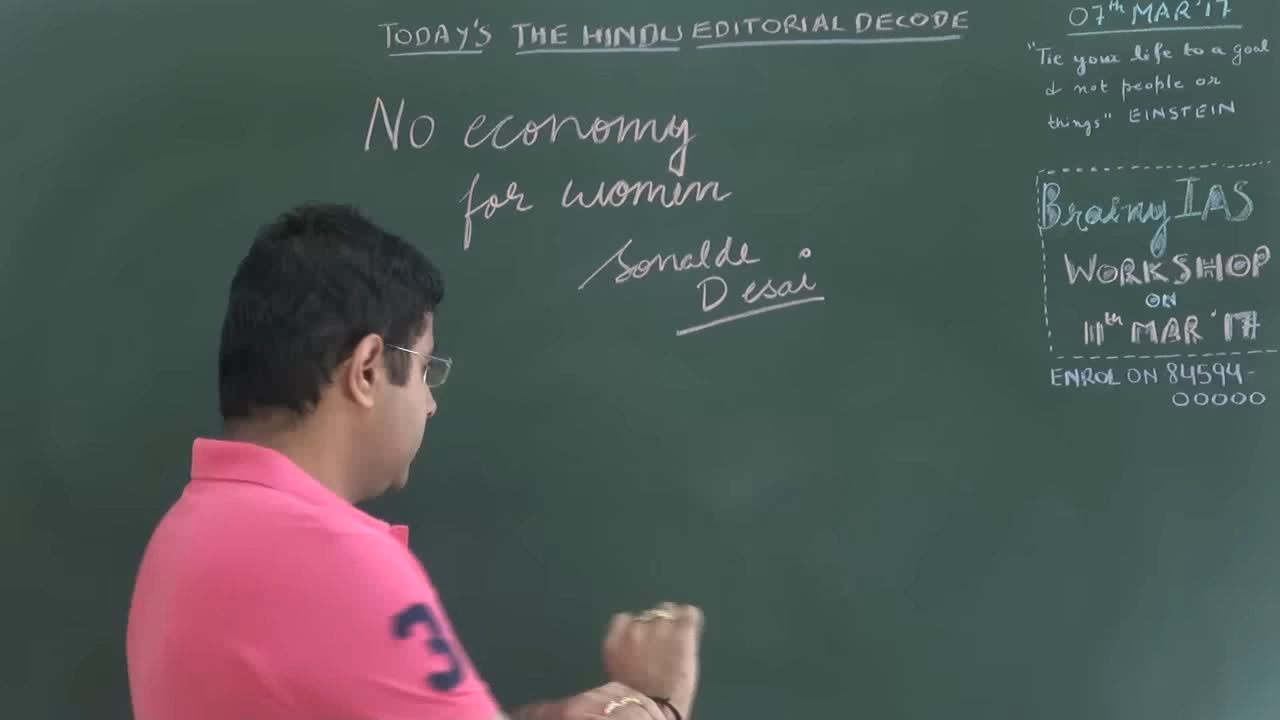 TODAY'S THE HINDU EDITORIAL DECODE
No economy
for women
Sonalde
Desai
07th MAR '17
"Tie your life to a goal
& not people or
things" EINSTEIN
Brainy IAS
WORKSHOP
ON
11th MAR '17
ENROL ON 84594-
00000
3